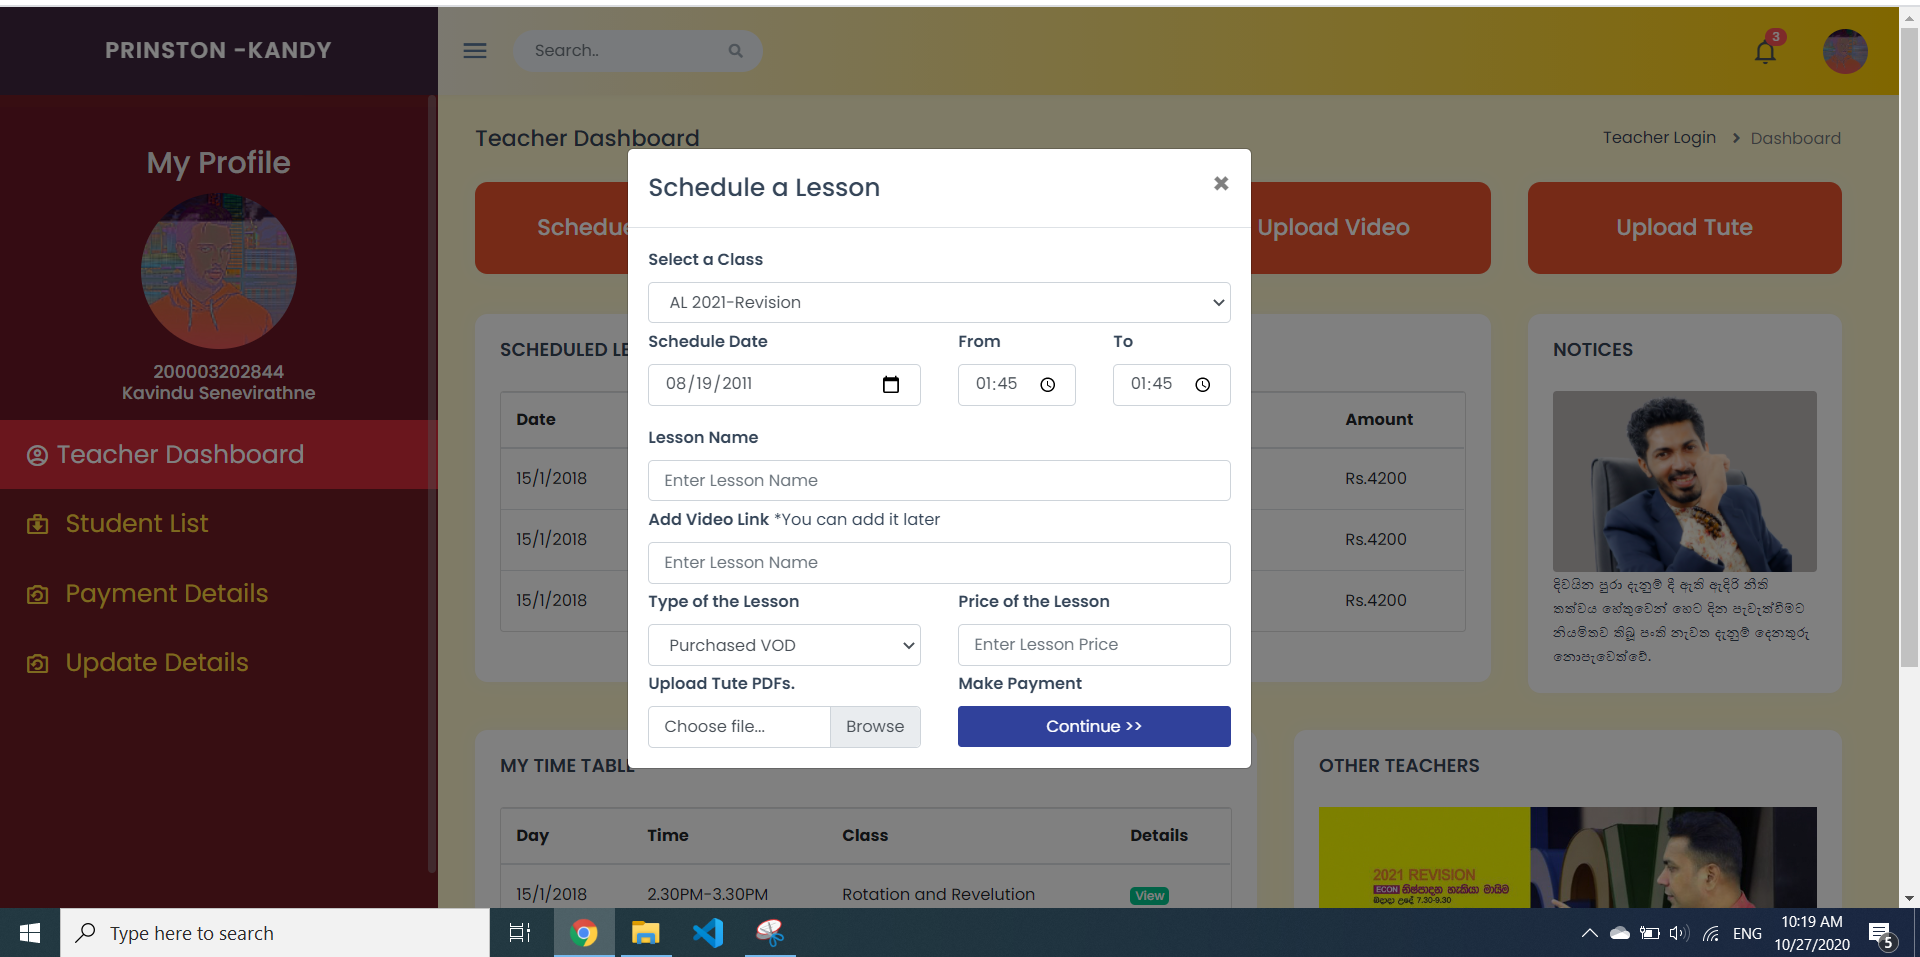 PRINSTON -KANDY
Search..
3
My Profile
200003202844
Kavindu Senevirathne
Teacher Dashboard
Student List
Payment Details
Update Details
Teacher Dashboard
Teacher Login > Dashboard
Upload Video
Upload Tute
Schedule a Lesson
Select a Class
AL 2021-Revision
Schedule Date From To
08/19/2011 01:45 01:45
Lesson Name
Enter Lesson Name
Add Video Link *You can add it later
Enter Lesson Name
Type of the Lesson Price of the Lesson
Purchased VOD Enter Lesson Price
Upload Tute PDFs. Make Payment
Choose file... Browse Continue >>
SCHEDULED
Date Amount
15/1/2018 Rs.4200
15/1/2018 Rs.4200
15/1/2018 Rs.4200
NOTICES
දිවයින පුරා දැනුම් දී ඇති ඇදිරි නීති
තත්වය හේතුවෙන් හෙට දින පැවැත්වීමට
නියමිතව තිබූ පංති නැවත දැනුම් දෙනතුරු
නොපැවෙත්වේ.
MY TIME TABLE
Day Time Class Details
15/1/2018 2.30PM-3.30PM Rotation and Revelution View
OTHER TEACHERS
2021 REVISION
ECON නිෂ්පාදන හැකියා මායිම
බදාදා උදේ 7.30-9.30
Type here to search
ENG
10:19 AM
10/27/2020
5